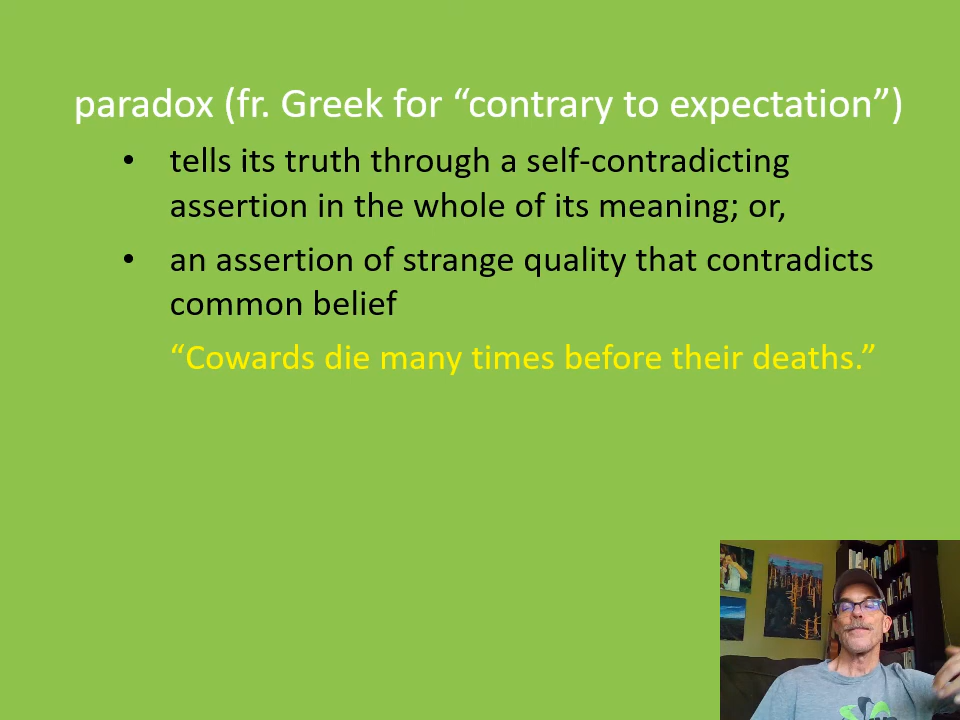 paradox (fr. Greek for “contrary to expectation”)
• tells its truth through a self-contradicting
assertion in the whole of its meaning; or,
• an assertion of strange quality that contradicts
common belief
“Cowards die many times before their deaths.”